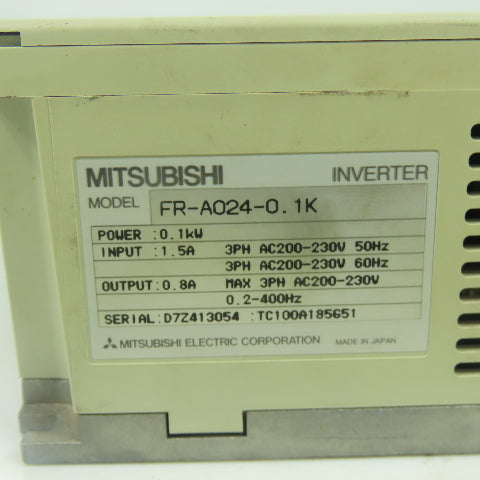 MITSUBISHI INVERTER
MODEL FR-A024-0.1K
POWER :0.1kW
INPUT :1.5A 3PH AC200-230V 50Hz
3PH AC200-230V 60Hz
OUTPUT:0.8A MAX 3PH AC200-230V
0.2-400Hz
SERIAL:D7Z413054 :TC100A185G51
MITSUBISHI ELECTRIC CORPORATION MADE IN JAPAN